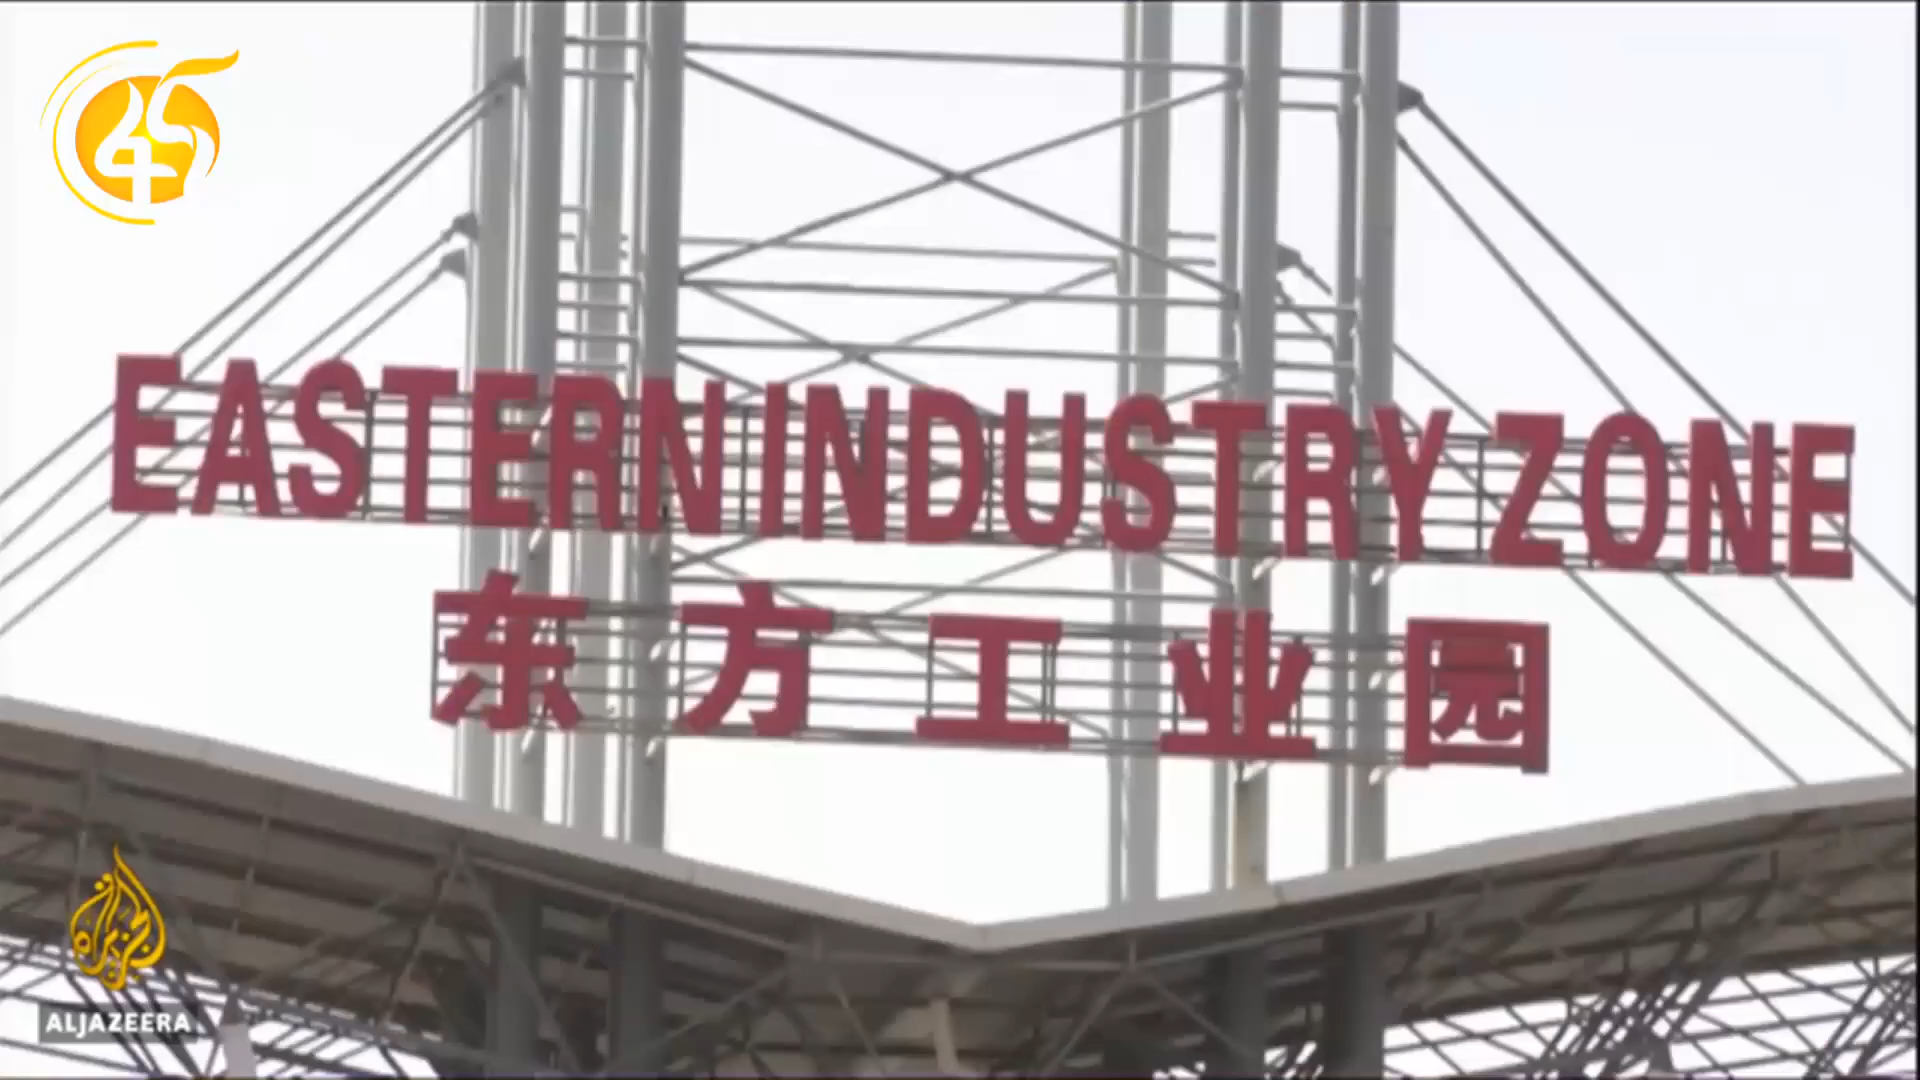 EASTERN INDUSTRY ZONE
东方工业园
ALJAZEERA